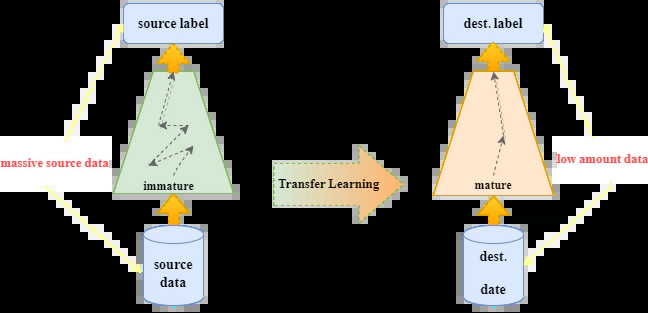 source label
dest. label
massive source data
immature
Transfer Learning
mature
low amount data
source
data
dest.
date